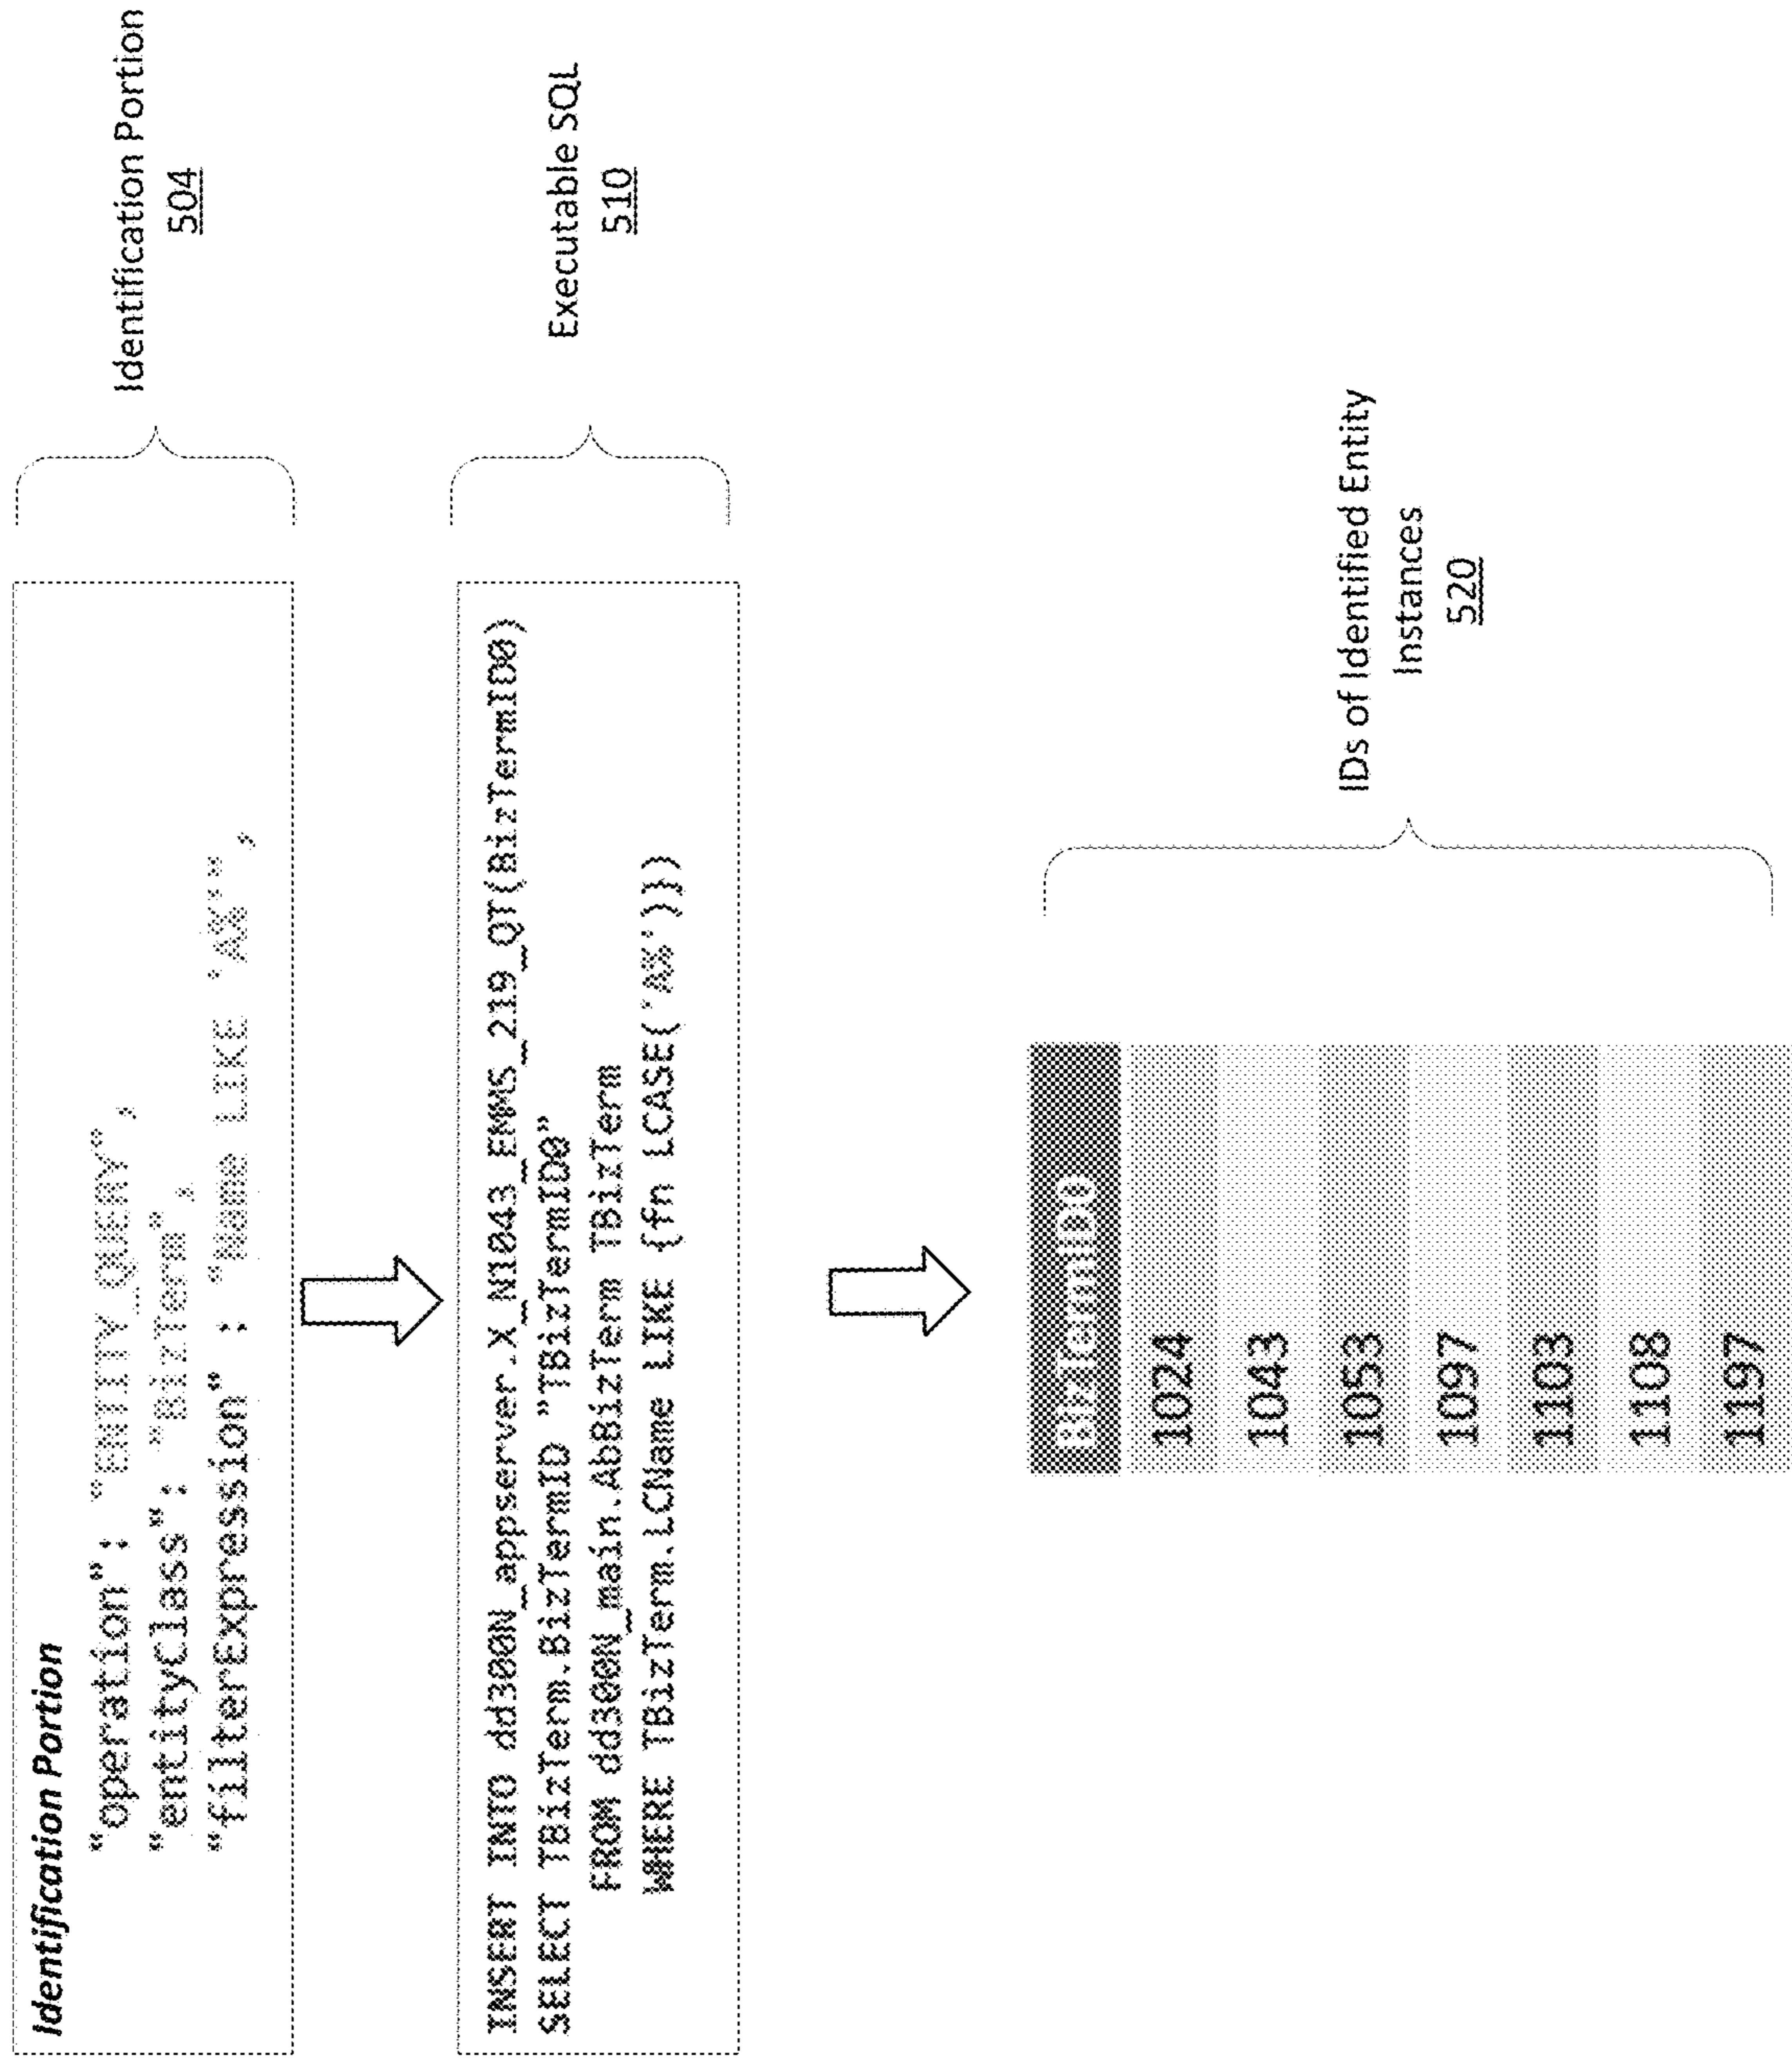 Identification Portion
"operation": "ENTITY_QUERY",
"entityClass": "BizTerm",
"filterExpression" : "Name LIKE 'A%'",
Identification Portion
504
INSERT INTO dd300N_appserver.X_N1043_EMMS_219_QT(BizTermID0)
SELECT TBizTerm.BizTermID "TBizTermID0"
FROM dd300N_main.AbBizTerm TBizTerm
WHERE TBizTerm.LCName LIKE {fn LCASE('A%')})
Executable SQL
510
BizTermID0
1024
1043
1053
1097
1103
1108
1197
IDs of Identified Entity
Instances
520